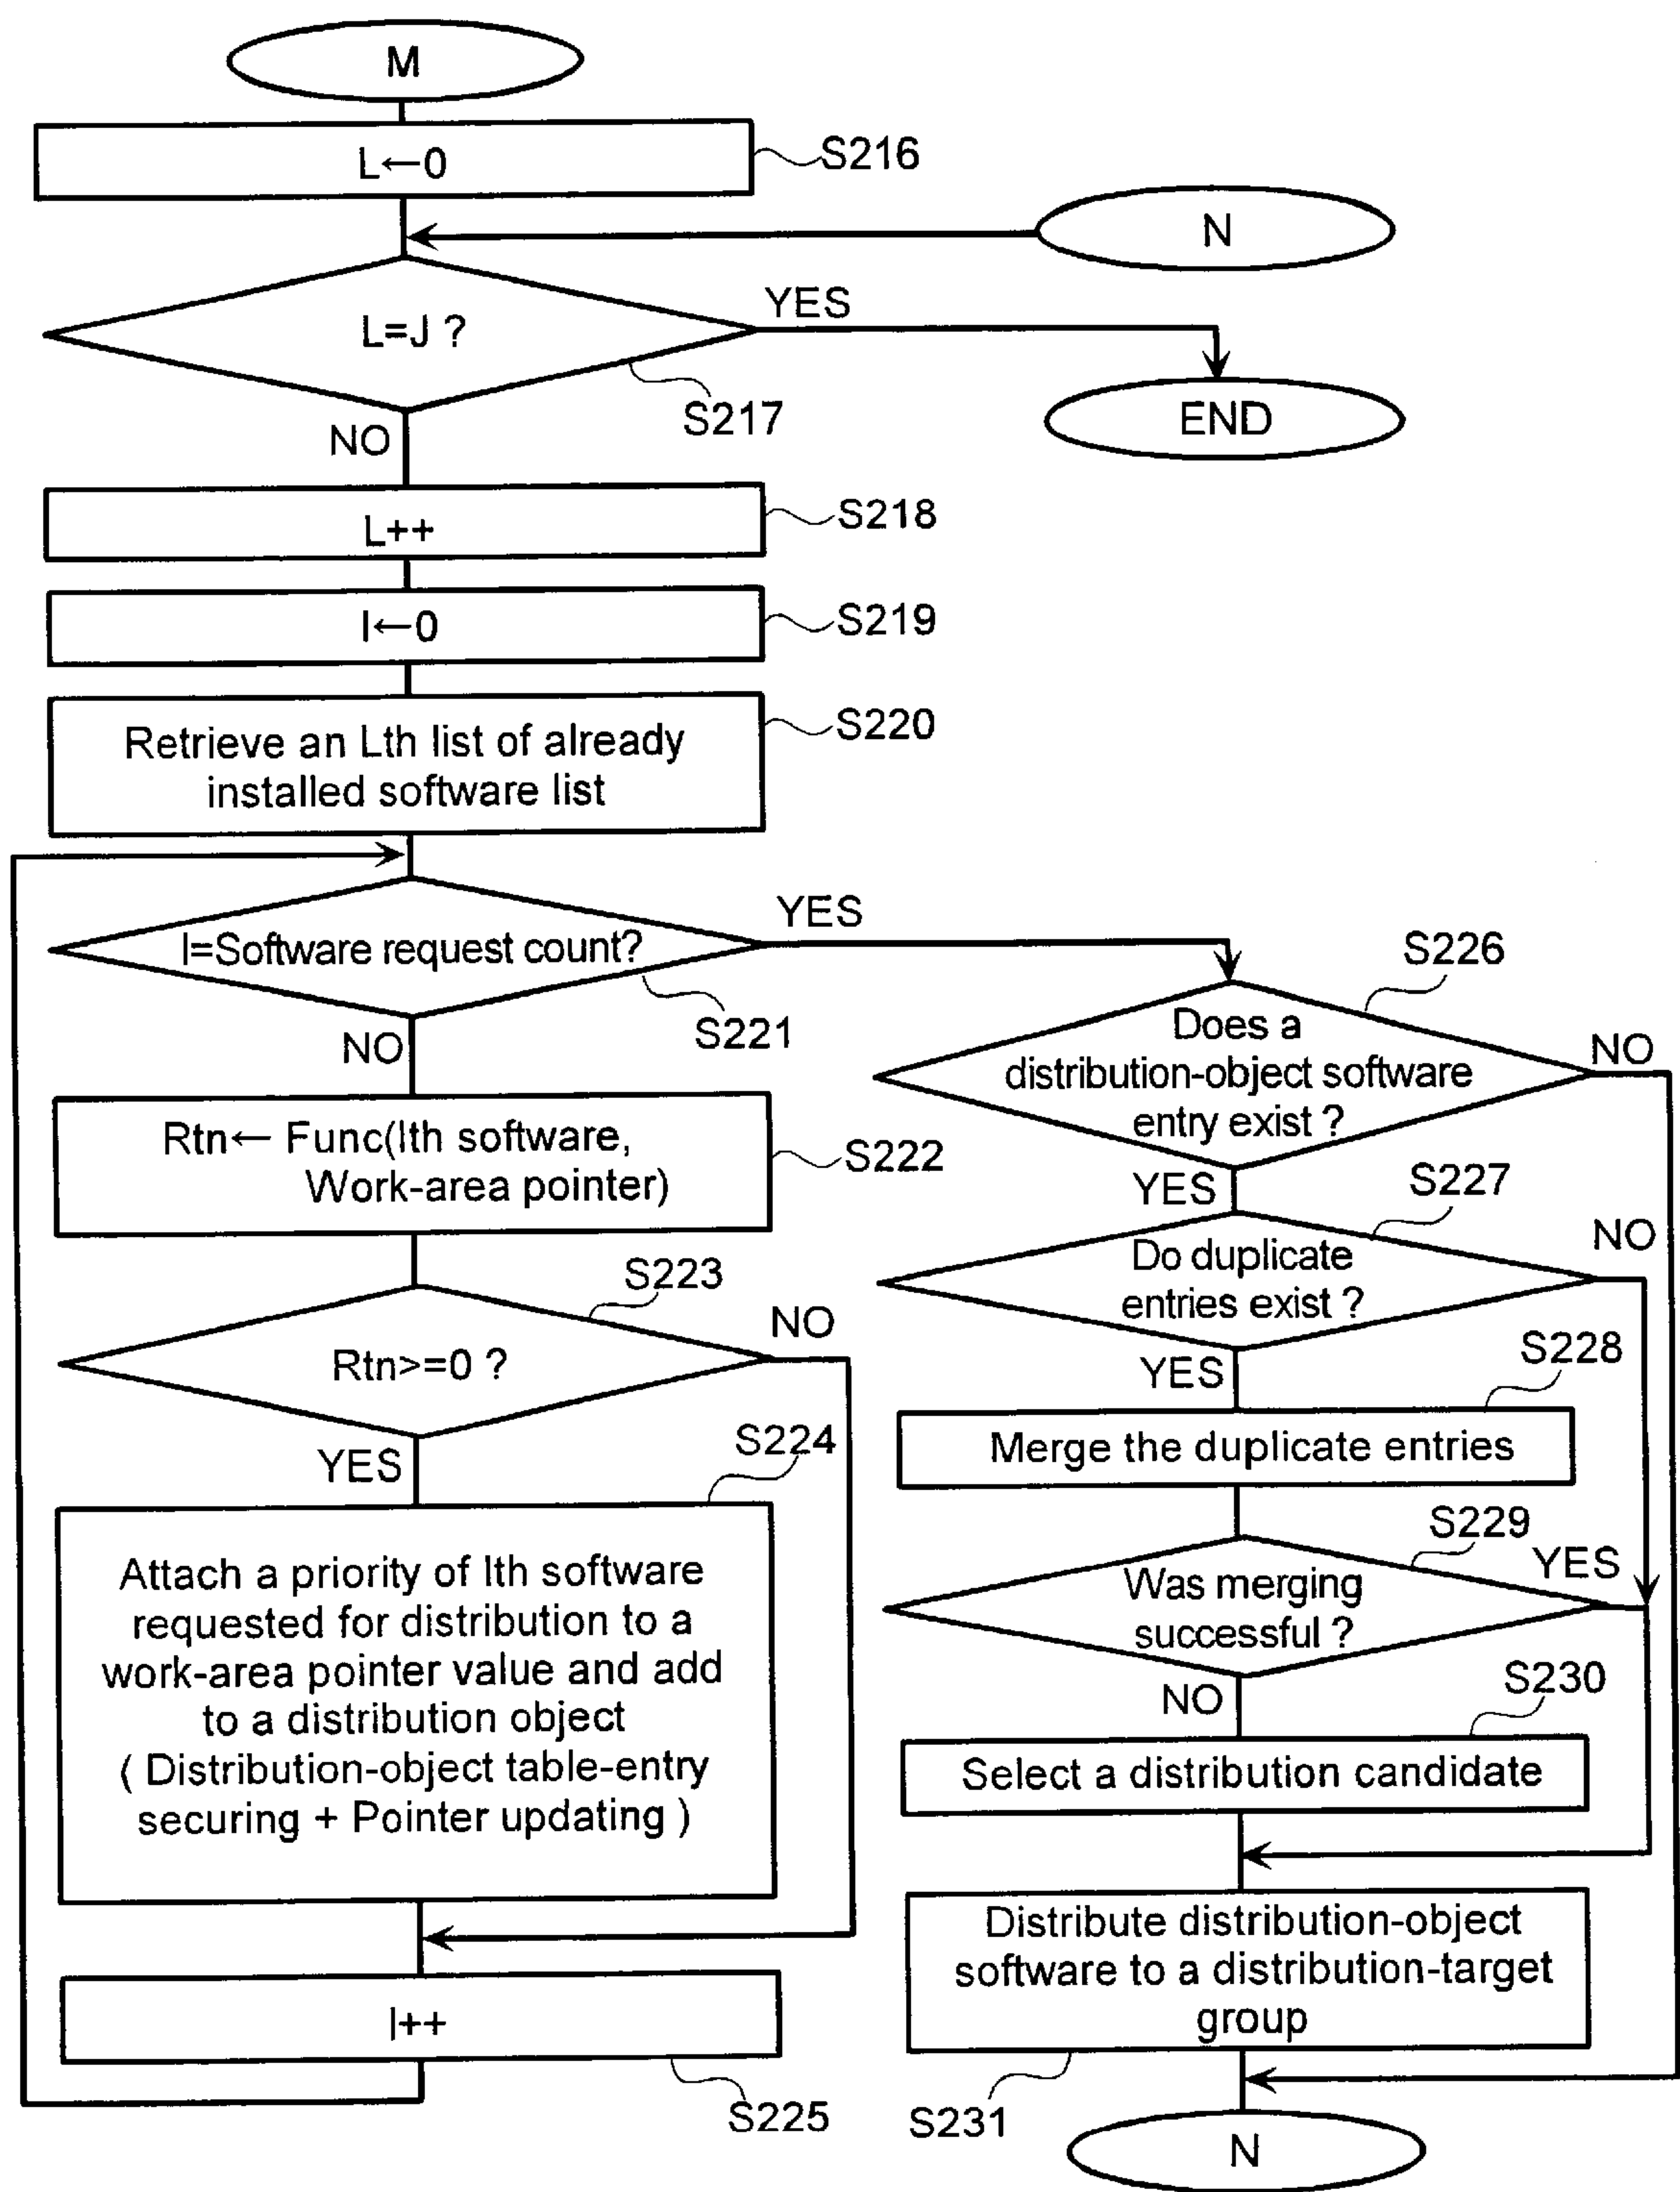 M
L←0
S216
N
L=J ?
YES
S217
END
NO
L++
S218
I←0
S219
Retrieve an Lth list of already
installed software list
S220
I=Software request count?
YES
S221
NO
Rtn← Func(Ith software,
Work-area pointer)
S222
S223
Rtn>=0 ?
NO
YES
S224
Attach a priority of Ith software
requested for distribution to a
work-area pointer value and add
to a distribution object
( Distribution-object table-entry
securing + Pointer updating )
I++
S225
S226
Does a
distribution-object software
entry exist ?
NO
YES
S227
Do duplicate
entries exist ?
NO
YES
S228
Merge the duplicate entries
S229
Was merging
successful ?
YES
NO
S230
Select a distribution candidate
Distribute distribution-object
software to a distribution-target
group
S231
N